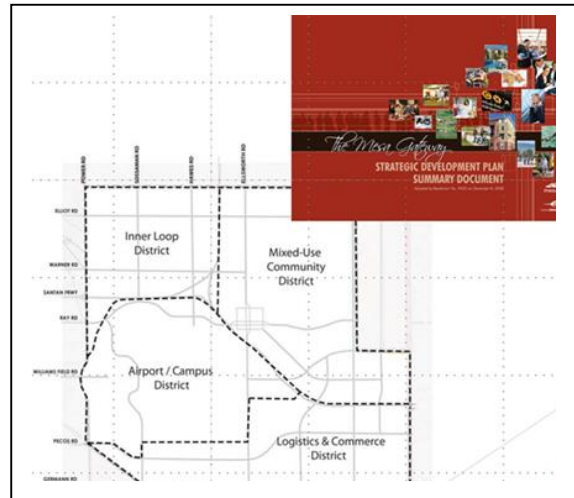 The Mesa Gateway
STRATEGIC DEVELOPMENT PLAN
SUMMARY DOCUMENT
POWER RD
SOSSAMAN RD
HAWES RD
ELLSWORTH RD
ELLIOT RD
Inner Loop
District
Mixed-Use
Community
District
WARNER RD
SANTAN FRWY
RAY RD
WILLIAMS FIELD RD
Airport / Campus
District
PECOS RD
Logistics & Commerce
District
GERMANN RD